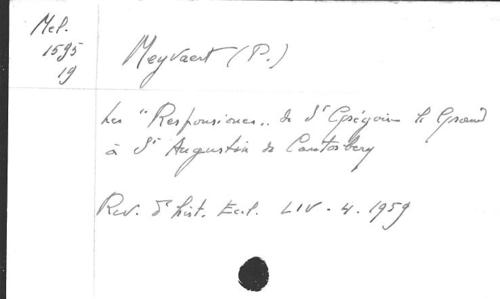 Mel.
1595
19
Meyvaert (P.)
Les "Responsiones" de St Grégoire le Grand
à St Augustin de Cantorbery
Rev. d'hist. Eccl. LIV - 4. 1959